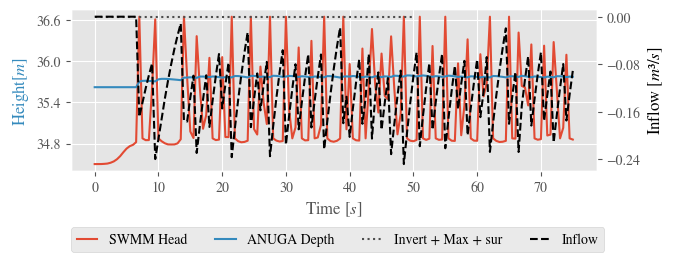 36.6
36.0
35.4
34.8
Height[m]
0.00
−0.08
−0.16
−0.24
Inflow [m³/s]
0 10 20 30 40 50 60 70
Time [s]
SWMM Head ANUGA Depth Invert + Max + sur Inflow